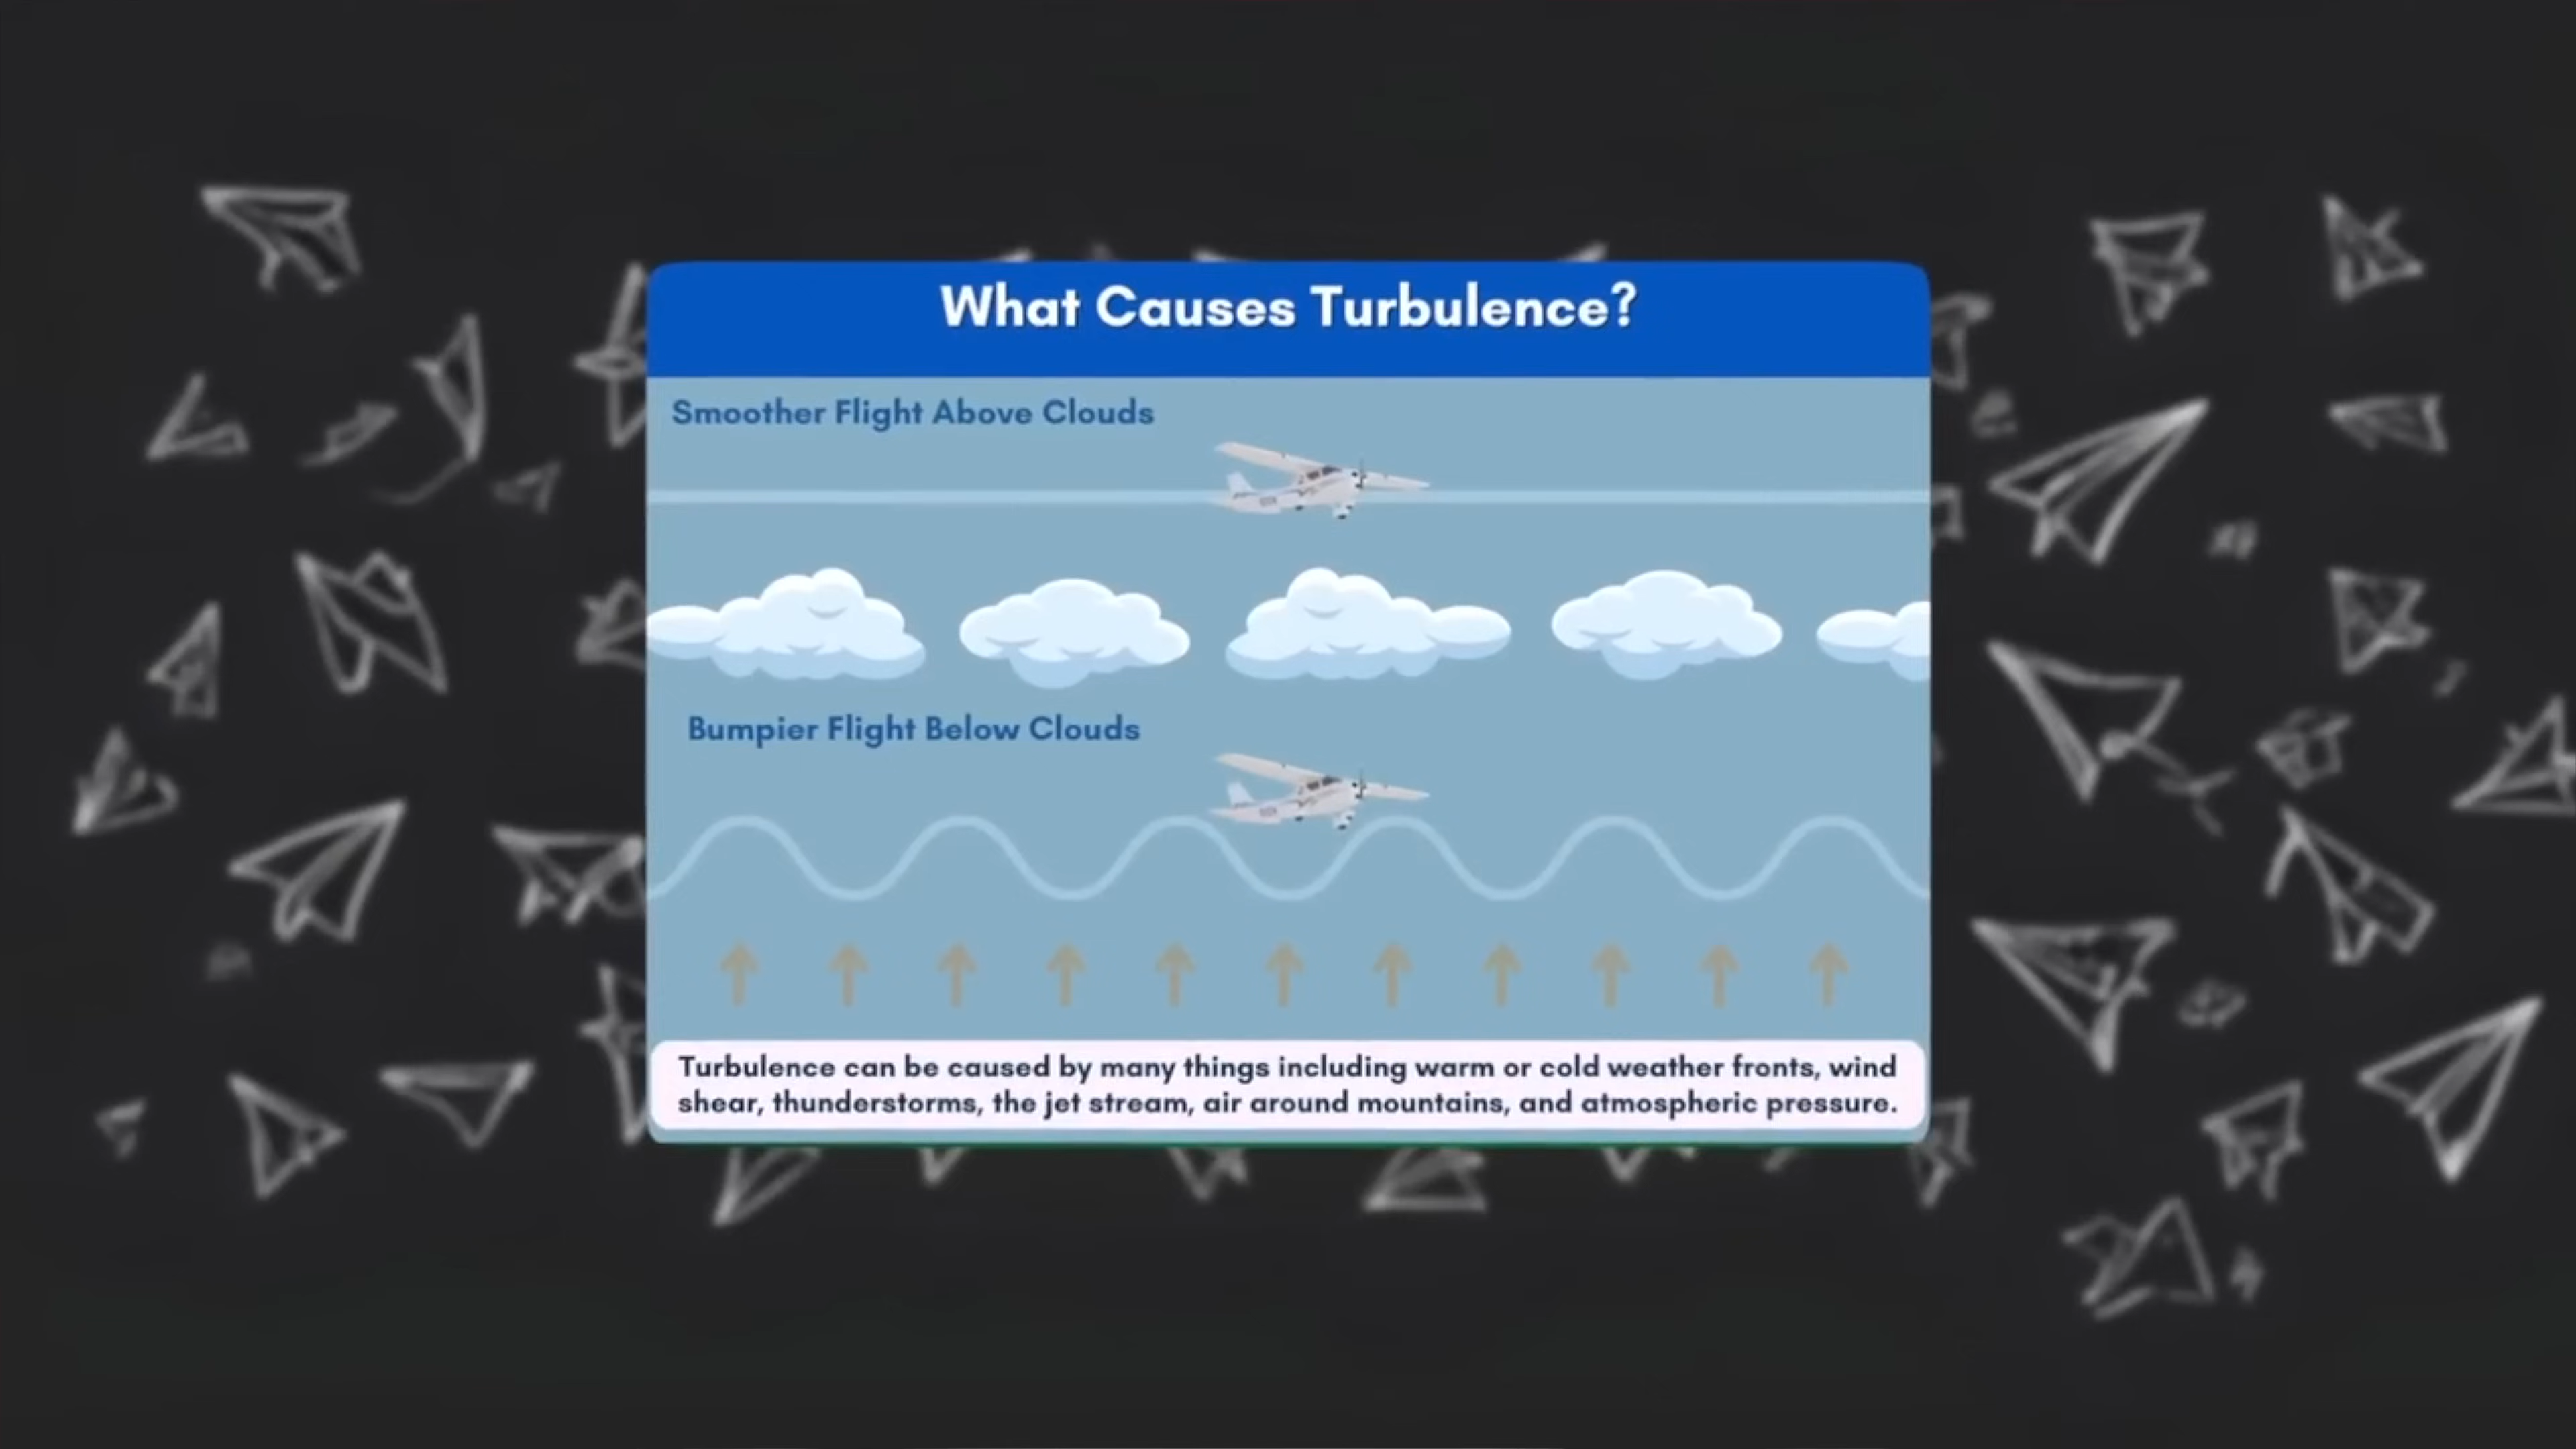 What Causes Turbulence?
Smoother Flight Above Clouds
Bumpier Flight Below Clouds
Turbulence can be caused by many things including warm or cold weather fronts, wind
shear, thunderstorms, the jet stream, air around mountains, and atmospheric pressure.